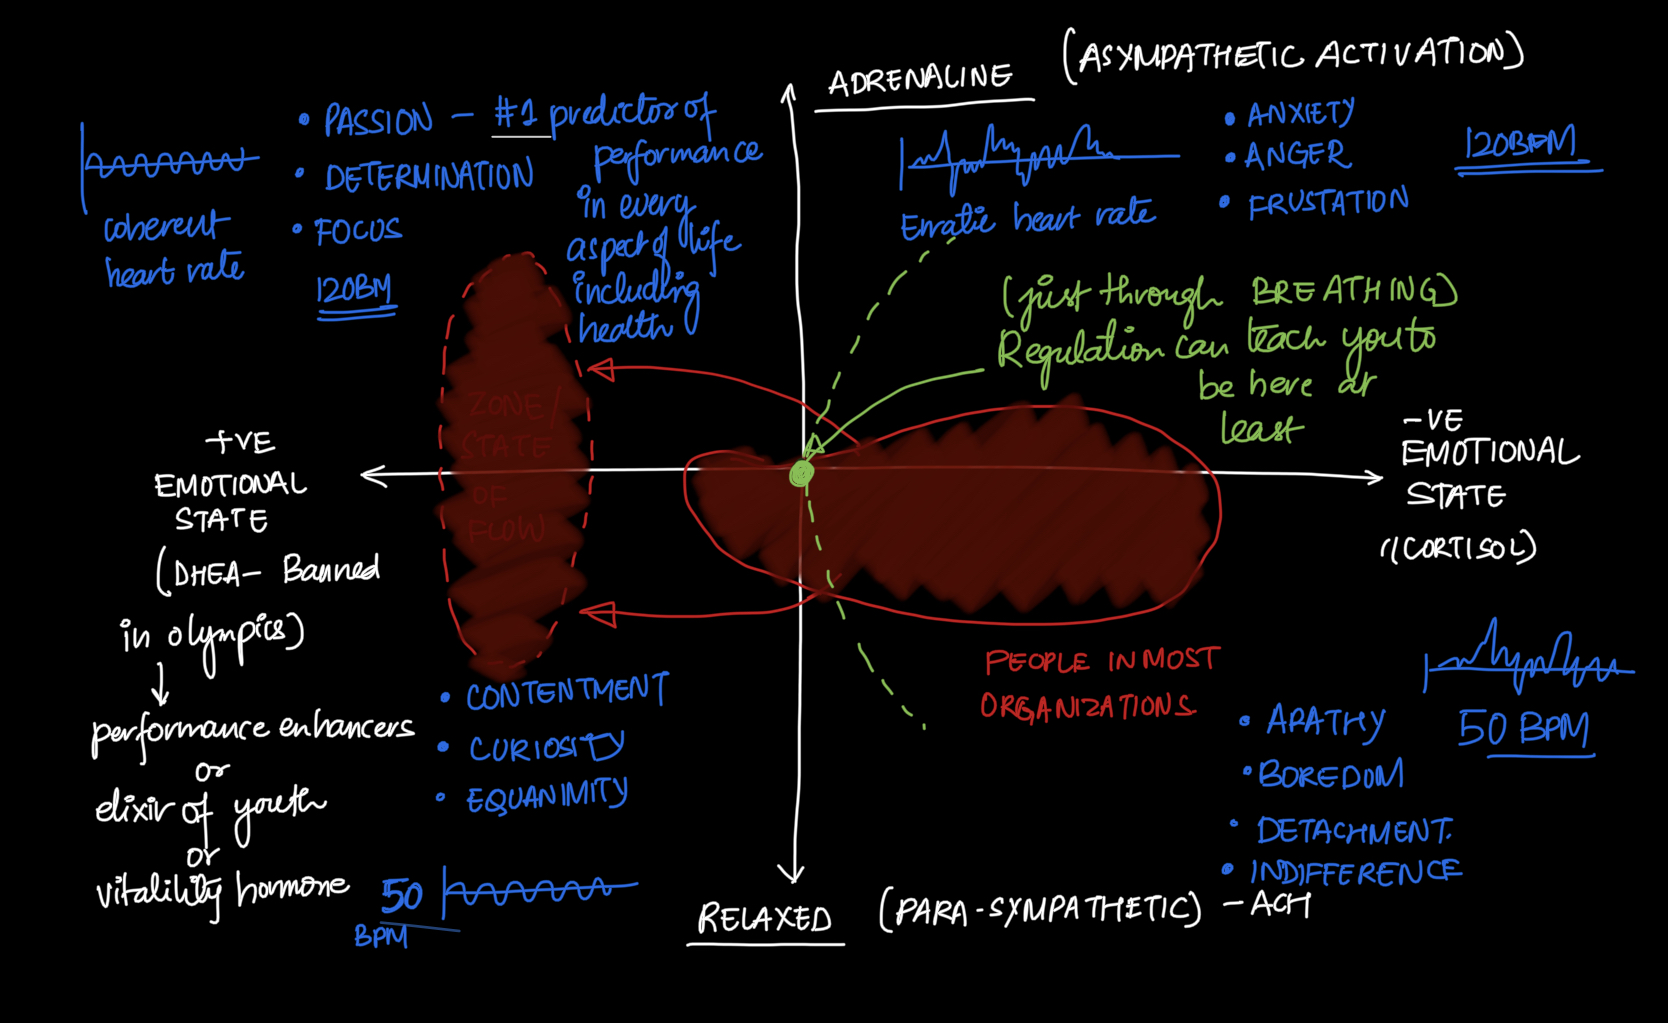 ADRENALINE (ASYMPATHETIC ACTIVATION)
• PASSION — #1 predictor of
performance
in every
aspect of life
including
health
• DETERMINATION
• FOCUS
120BM
coherent
heart rate
Erratic heart rate
• ANXIETY
• ANGER
• FRUSTATION
120BPM
(just through BREATHING)
Regulation can teach you to
be here at
least
ZONE/
STATE
OF
FLOW
+VE
EMOTIONAL
STATE
(DHEA— Banned
in olympics)
performance enhancers
or
elixir of youth
or
vitalility hormone
-VE
EMOTIONAL
STATE
(CORTISOL)
PEOPLE IN MOST
ORGANIZATIONS
• CONTENTMENT
• CURIOSITY
• EQUANIMITY
50
BPM
• APATHY
• BOREDOM
• DETACHMENT.
• INDIFFERENCE
50 BPM
RELAXED (PARA-SYMPATHETIC) - ACH